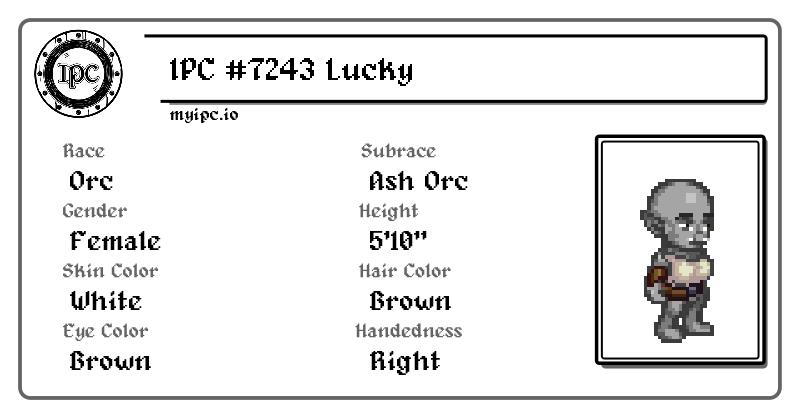 IPC
IPC #7243 Lucky
myipc.io
Race
Orc
Subrace
Ash Orc
Gender
Female
Height
5'10"
Skin Color
White
Hair Color
Brown
Eye Color
Brown
Handedness
Right